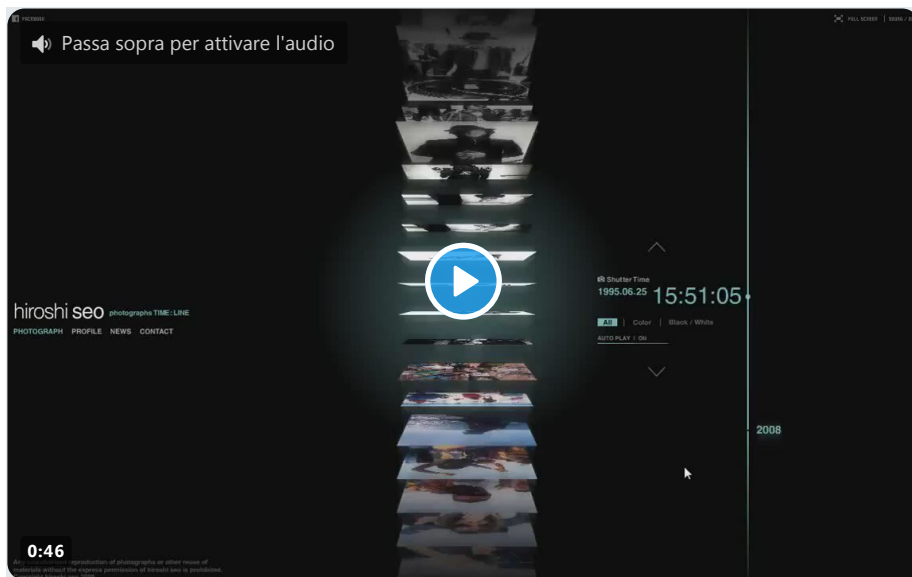 FACEBOOK
FULL SCREEN
Passa sopra per attivare l'audio
Shutter Time
1995.06.25 15:51:05
hiroshi seo photographs TIME:LINE
All | Color | Black / White
PHOTOGRAPH PROFILE NEWS CONTACT
AUTO PLAY | ON
2008
0:46
reproduction of photographs or other reuse of
materials without the express permission of hiroshi seo is prohibited.